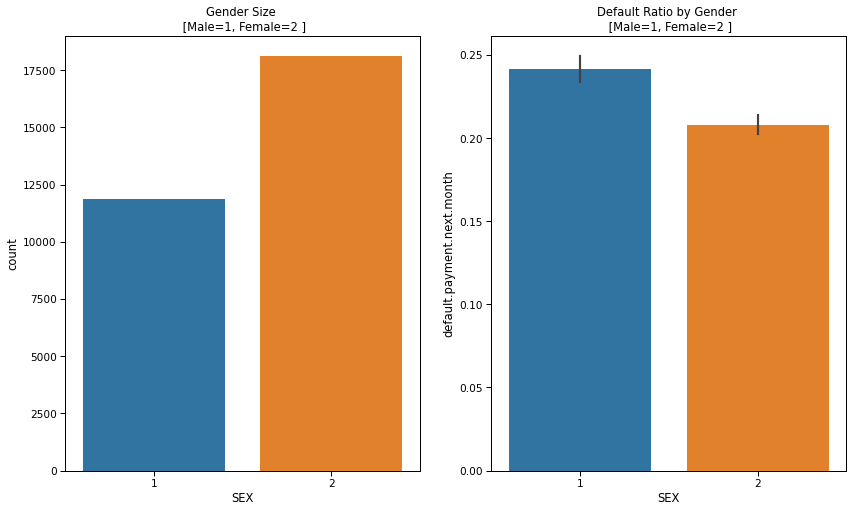 Gender Size
[Male=1, Female=2 ]
17500
15000
12500
10000
7500
5000
2500
0
count
1
2
SEX
Default Ratio by Gender
[Male=1, Female=2 ]
0.25
0.20
0.15
0.10
0.05
0.00
default.payment.next.month
1
2
SEX